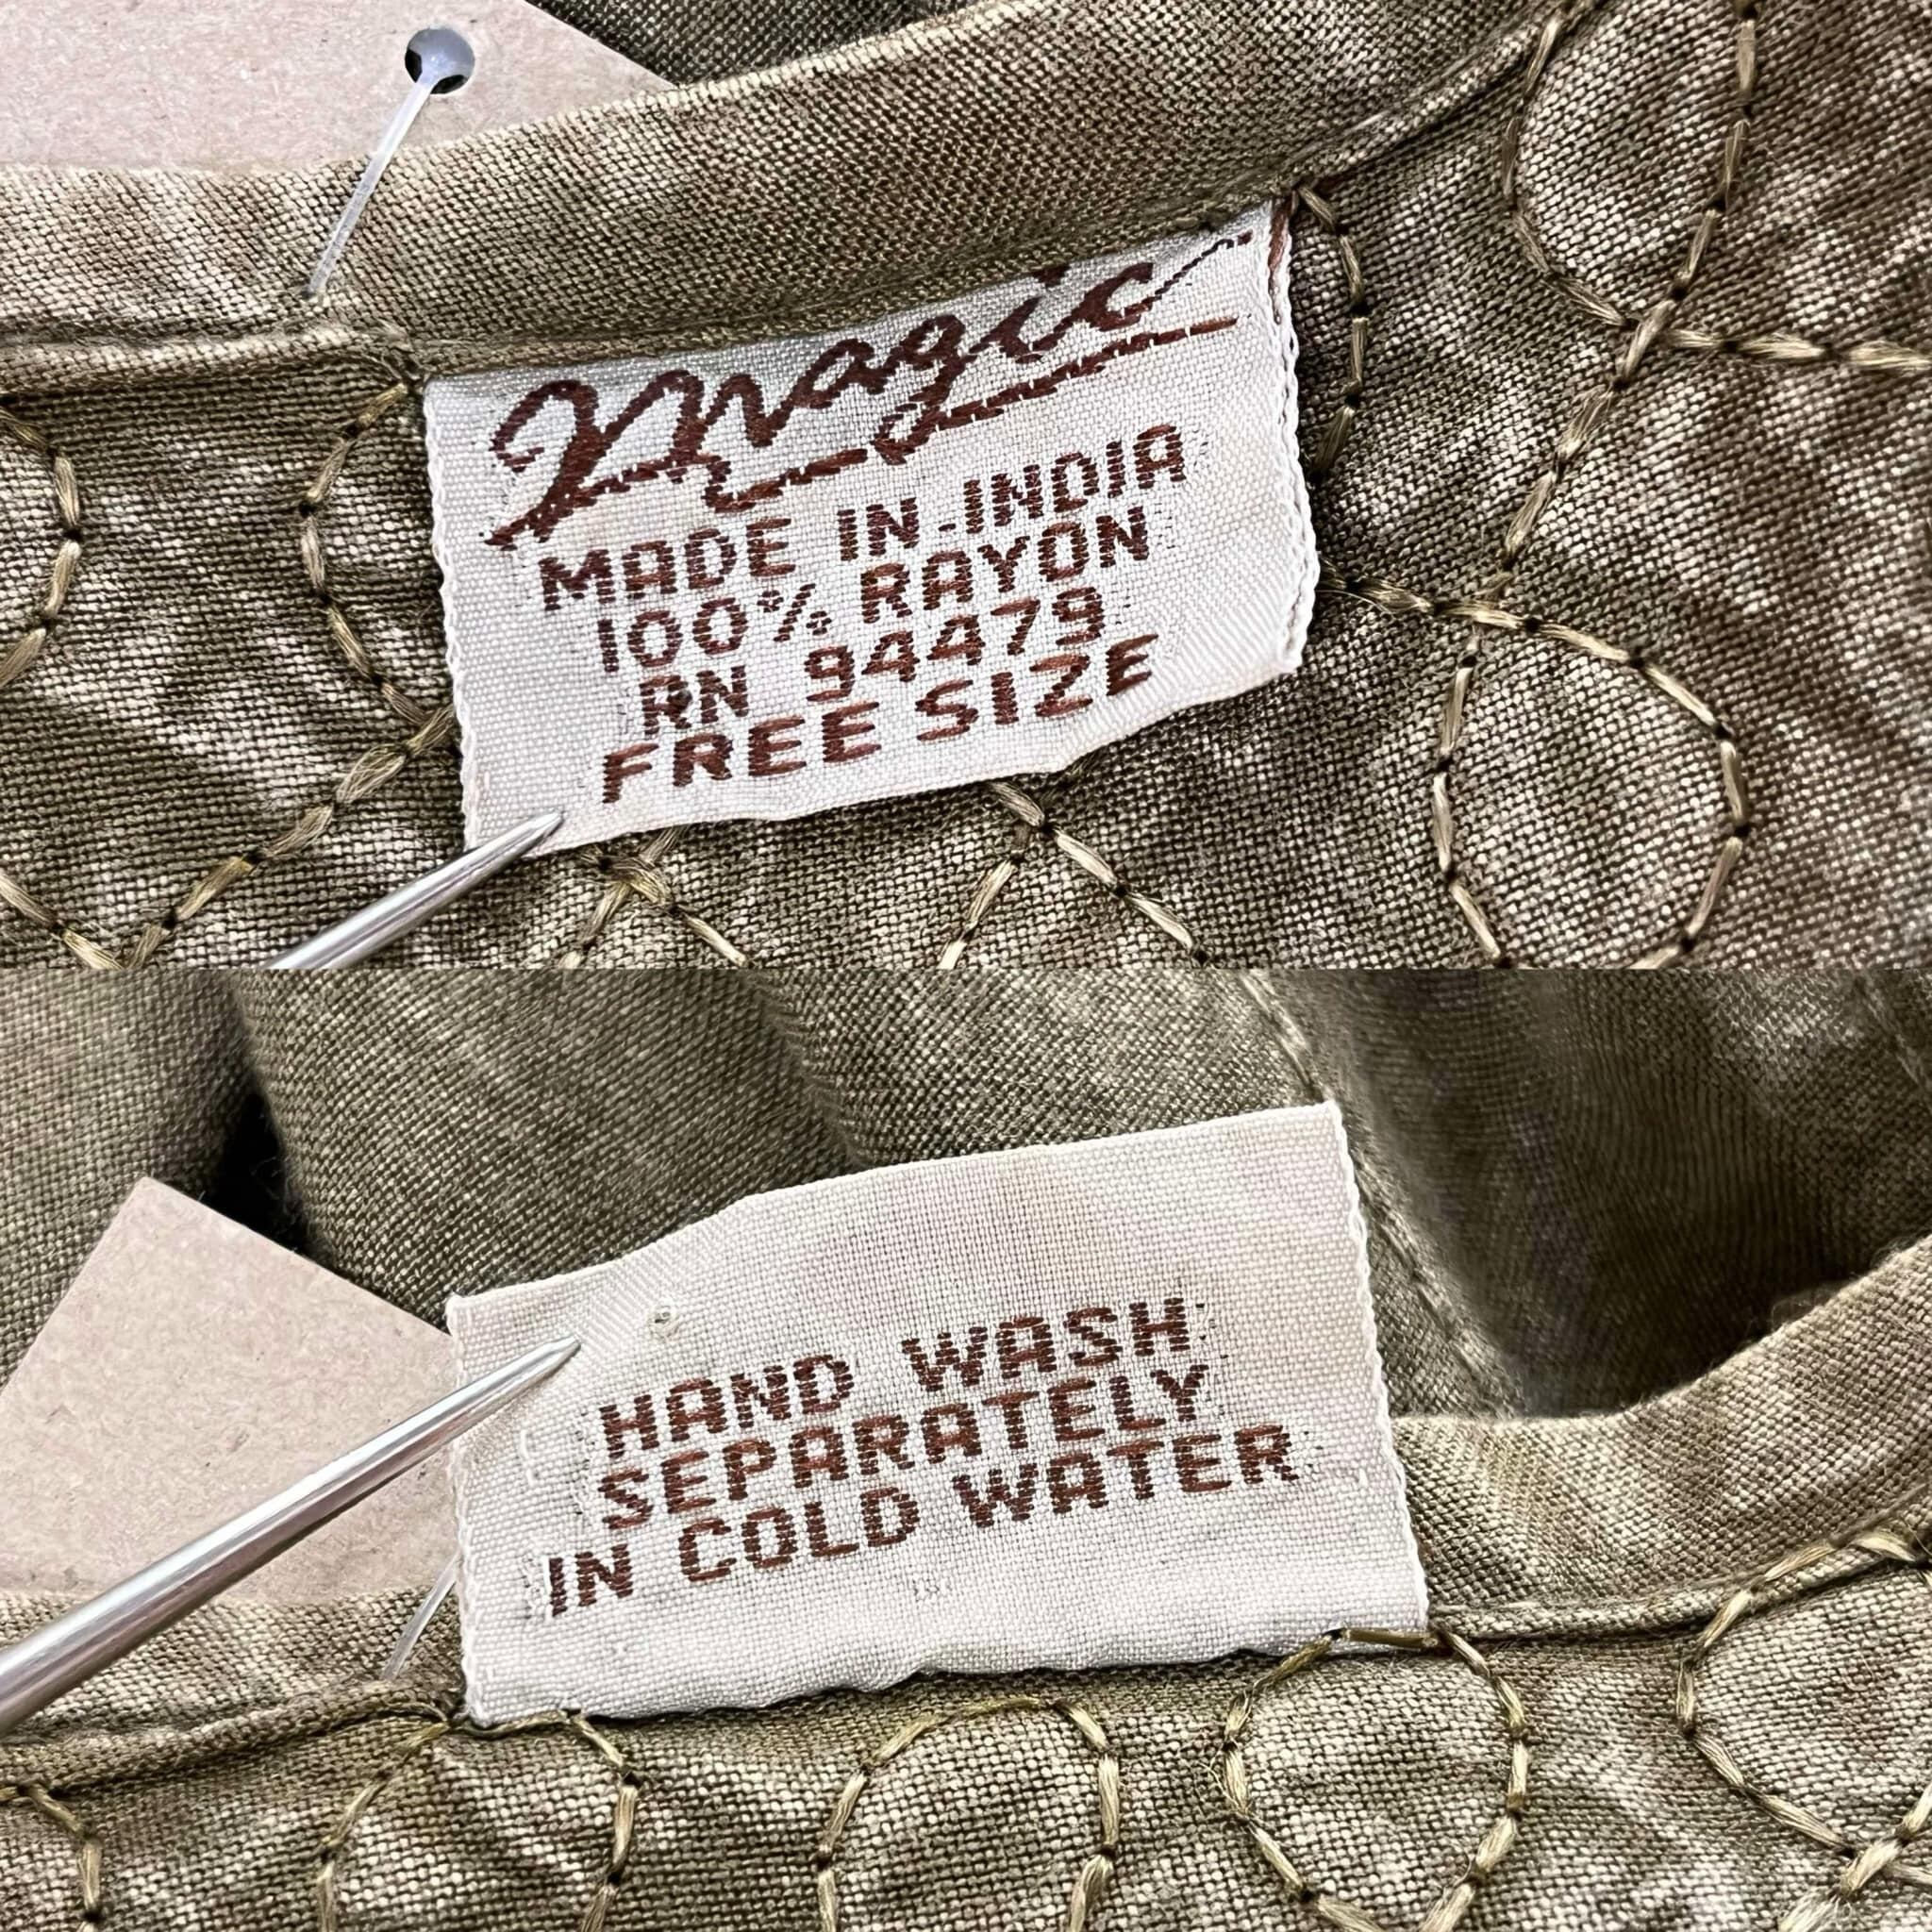 Magic
MADE IN INDIA
100% RAYON
RN 94479
FREE SIZE
HAND WASH
SEPARATELY
IN COLD WATER